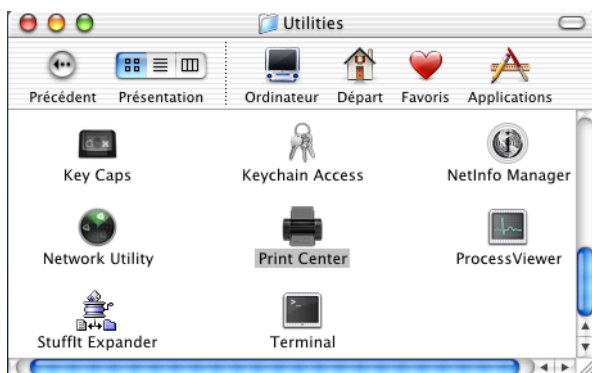 Utilities
Précédent Présentation Ordinateur Départ Favoris Applications
Key Caps Keychain Access NetInfo Manager
Network Utility Print Center ProcessViewer
StuffIt Expander Terminal